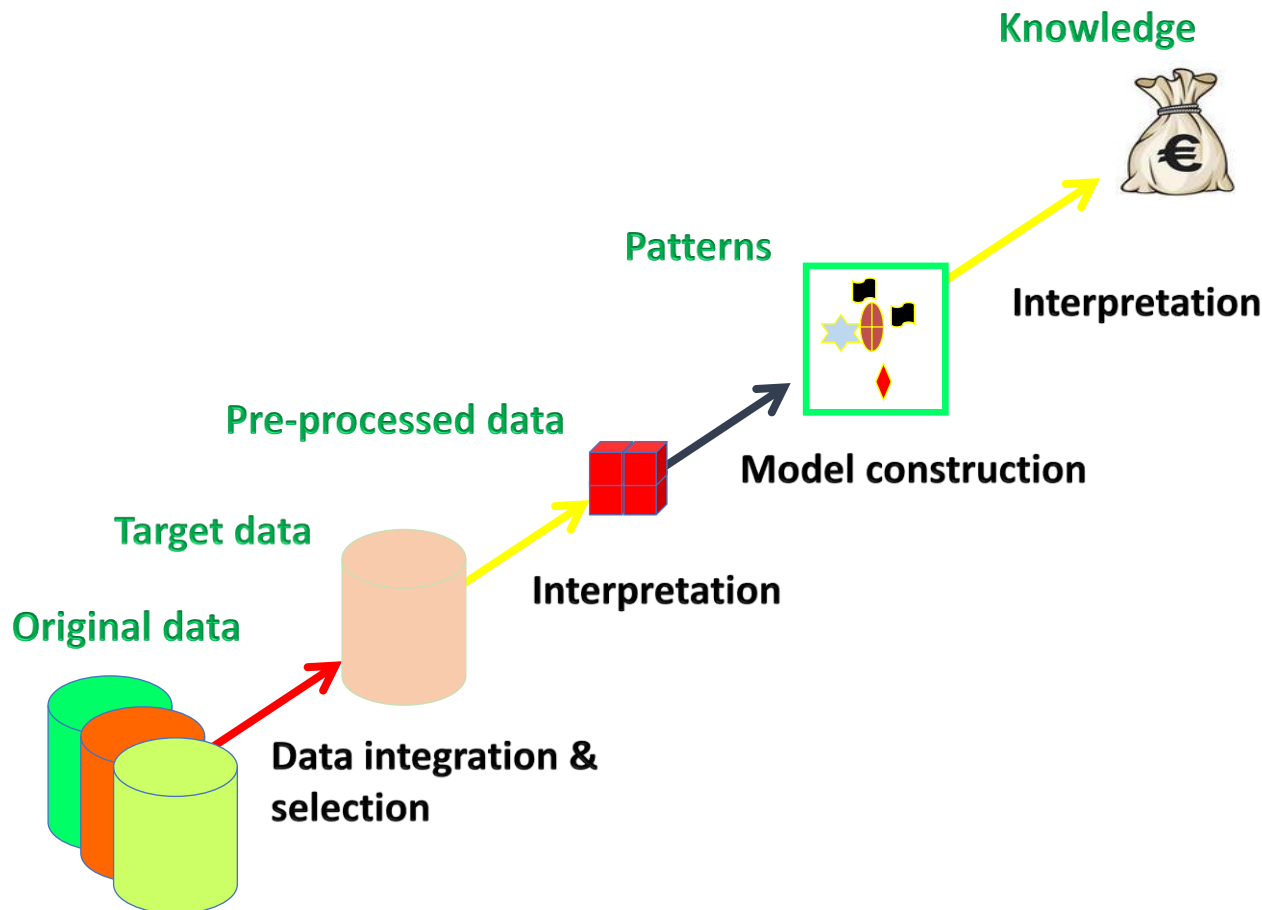 Knowledge
€
Patterns
Interpretation
Pre-processed data
Model construction
Target data
Interpretation
Original data
Data integration &
selection